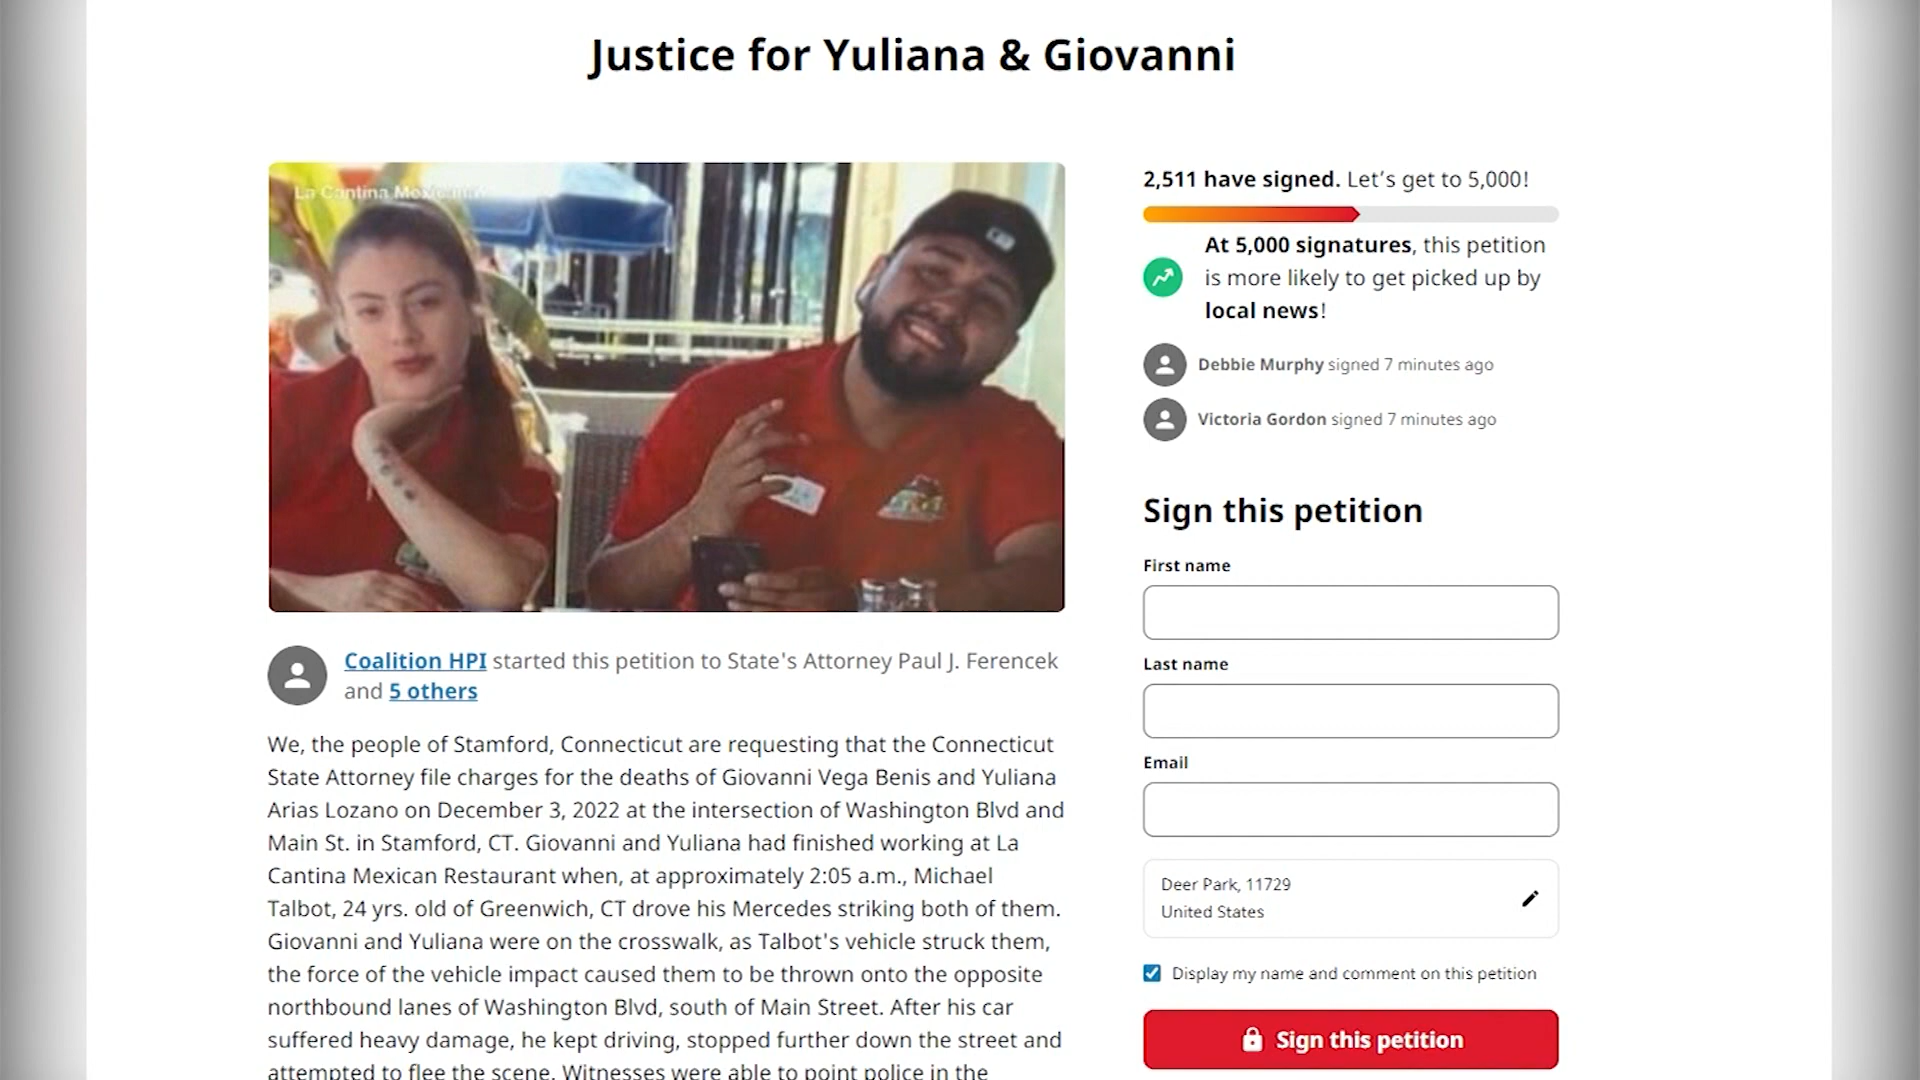 Justice for Yuliana & Giovanni
La Cantina Mexican
2,511 have signed. Let's get to 5,000!
At 5,000 signatures, this petition
is more likely to get picked up by
local news!
Debbie Murphy signed 7 minutes ago
Victoria Gordon signed 7 minutes ago
Sign this petition
First name
Last name
Email
Deer Park, 11729
United States
Display my name and comment on this petition
Sign this petition
Coalition HPI started this petition to State's Attorney Paul J. Ferencek
and 5 others
We, the people of Stamford, Connecticut are requesting that the Connecticut
State Attorney file charges for the deaths of Giovanni Vega Benis and Yuliana
Arias Lozano on December 3, 2022 at the intersection of Washington Blvd and
Main St. in Stamford, CT. Giovanni and Yuliana had finished working at La
Cantina Mexican Restaurant when, at approximately 2:05 a.m., Michael
Talbot, 24 yrs. old of Greenwich, CT drove his Mercedes striking both of them.
Giovanni and Yuliana were on the crosswalk, as Talbot's vehicle struck them,
the force of the vehicle impact caused them to be thrown onto the opposite
northbound lanes of Washington Blvd, south of Main Street. After his car
suffered heavy damage, he kept driving, stopped further down the street and
attempted to flee the scene. Witnesses were able to point police in the